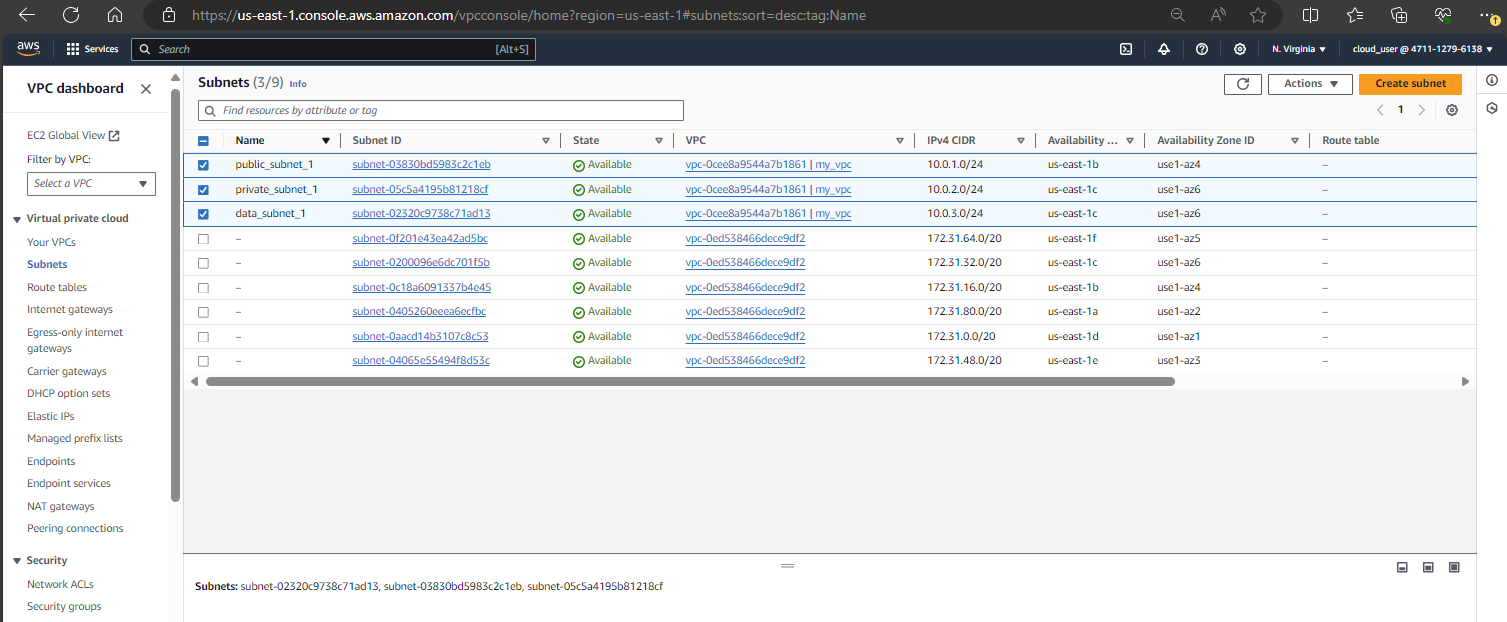 https://us-east-1.console.aws.amazon.com/vpcconsole/home?region=us-east-1#subnets:sort=desc:tag:Name
aws Services Search [Alt+S] N. Virginia cloud_user @ 4711-1279-6138
VPC dashboard
EC2 Global View
Filter by VPC:
Select a VPC
Virtual private cloud
Your VPCs
Subnets
Route tables
Internet gateways
Egress-only internet
gateways
Carrier gateways
DHCP option sets
Elastic IPs
Managed prefix lists
Endpoints
Endpoint services
NAT gateways
Peering connections
Security
Network ACLs
Security groups
Subnets (3/9) Info
Actions Create subnet
Find resources by attribute or tag
1
Name Subnet ID State VPC IPv4 CIDR Availability ... Availability Zone ID Route table
public_subnet_1 subnet-03830bd5983c2c1eb Available vpc-0cee8a9544a7b1861 | my_vpc 10.0.1.0/24 us-east-1b use1-az4 –
private_subnet_1 subnet-05c5a4195b81218cf Available vpc-0cee8a9544a7b1861 | my_vpc 10.0.2.0/24 us-east-1c use1-az6 –
data_subnet_1 subnet-02320c9738c71ad13 Available vpc-0cee8a9544a7b1861 | my_vpc 10.0.3.0/24 us-east-1c use1-az6 –
– subnet-0f201e43ea42ad5bc Available vpc-0ed538466dece9df2 172.31.64.0/20 us-east-1f use1-az5 –
– subnet-0200096e6dc701f5b Available vpc-0ed538466dece9df2 172.31.32.0/20 us-east-1c use1-az6 –
– subnet-0c18a6091337b4e45 Available vpc-0ed538466dece9df2 172.31.16.0/20 us-east-1b use1-az4 –
– subnet-0405260eeea6ecfbc Available vpc-0ed538466dece9df2 172.31.80.0/20 us-east-1a use1-az2 –
– subnet-0aacd14b3107c8c53 Available vpc-0ed538466dece9df2 172.31.0.0/20 us-east-1d use1-az1 –
– subnet-04065e55494f8d53c Available vpc-0ed538466dece9df2 172.31.48.0/20 us-east-1e use1-az3 –
Subnets: subnet-02320c9738c71ad13, subnet-03830bd5983c2c1eb, subnet-05c5a4195b81218cf